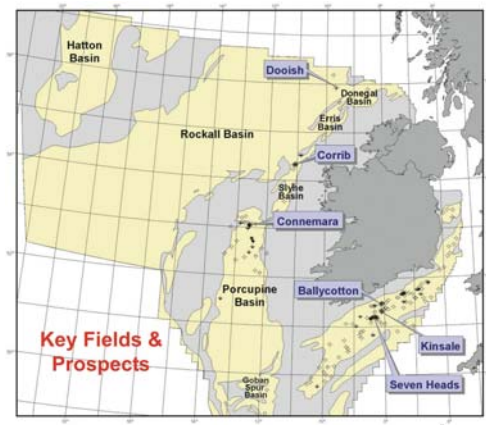 Hatton
Basin
Dooish
Donegal
Basin
Erris
Basin
Rockall Basin
Corrib
Slyne
Basin
Connemara
Porcupine
Basin
Ballycotton
Key Fields &
Prospects
Kinsale
Goban
Spur
Basin
Seven Heads